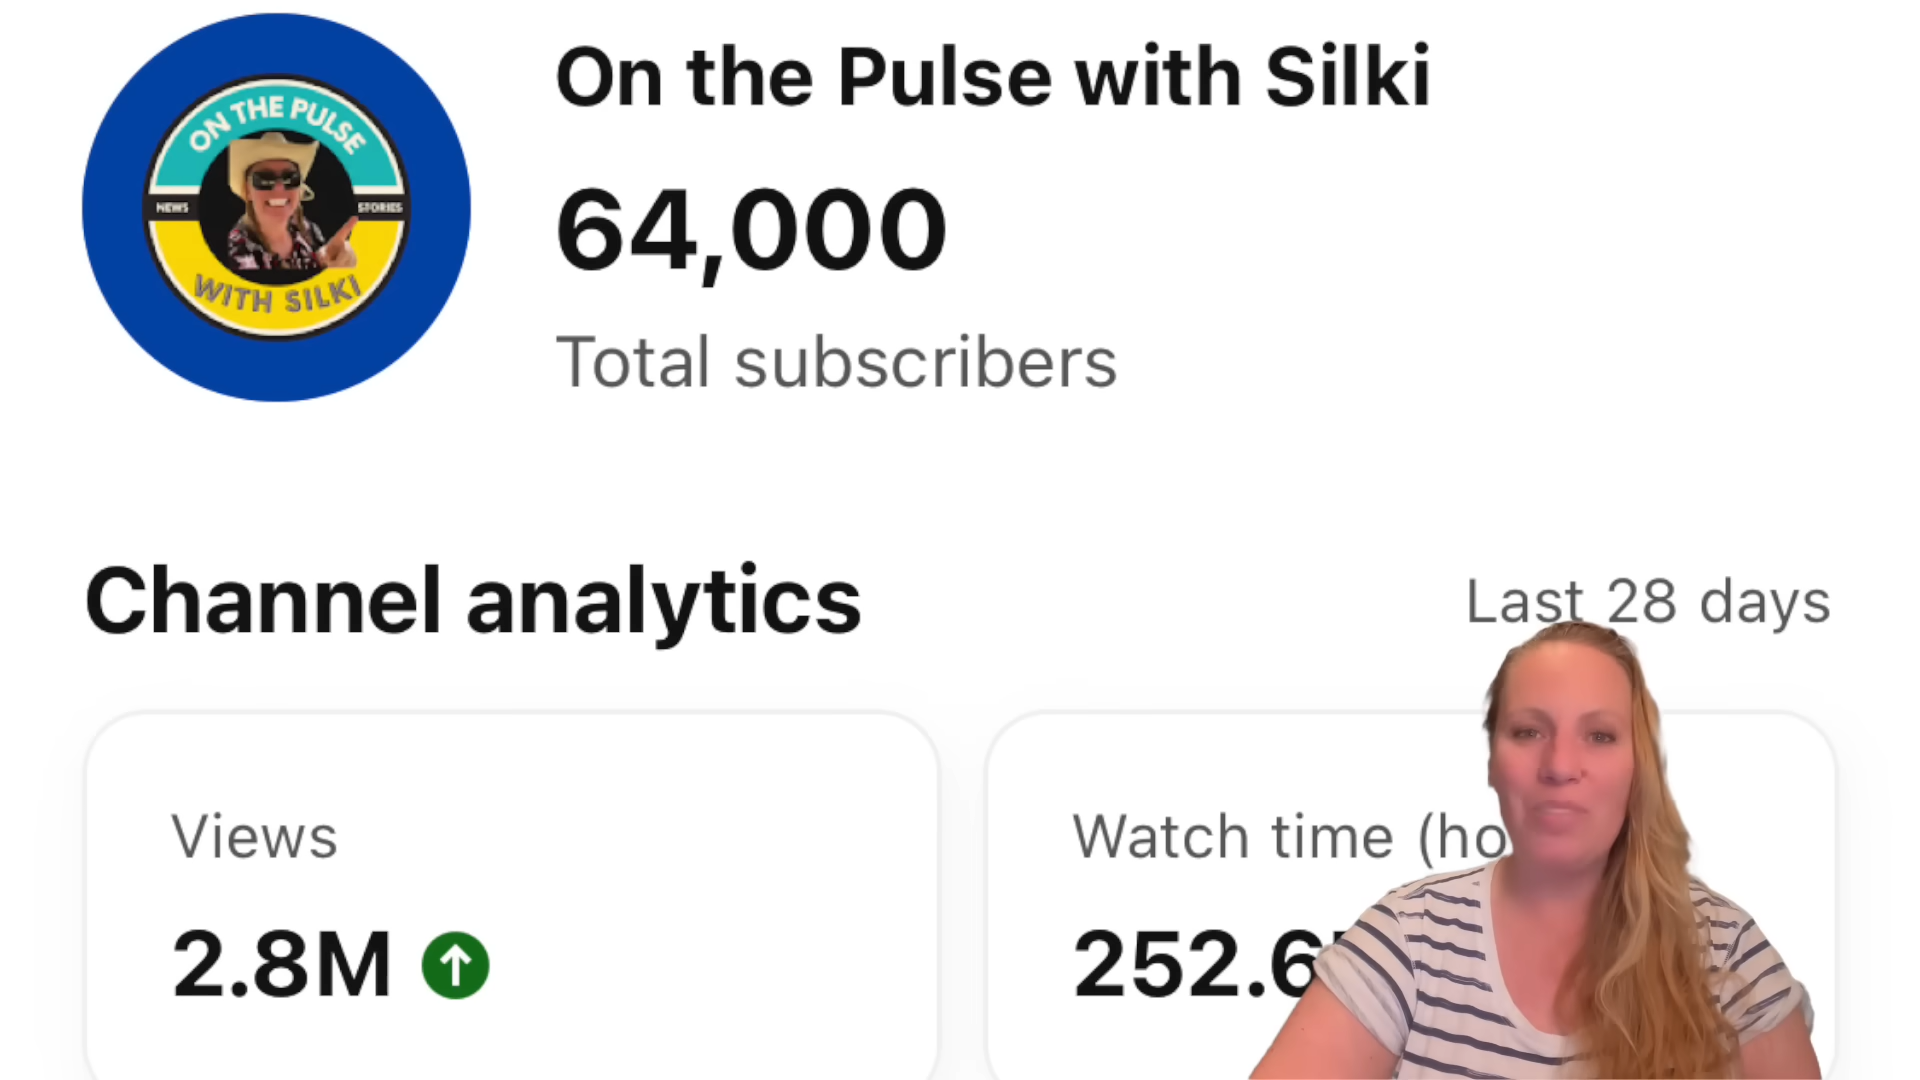 On the Pulse with Silki
64,000
Total subscribers
ON THE PULSE
NEWS
STORIES
WITH SILKI
Channel analytics
Last 28 days
Views
Watch time (ho
2.8M
252.6